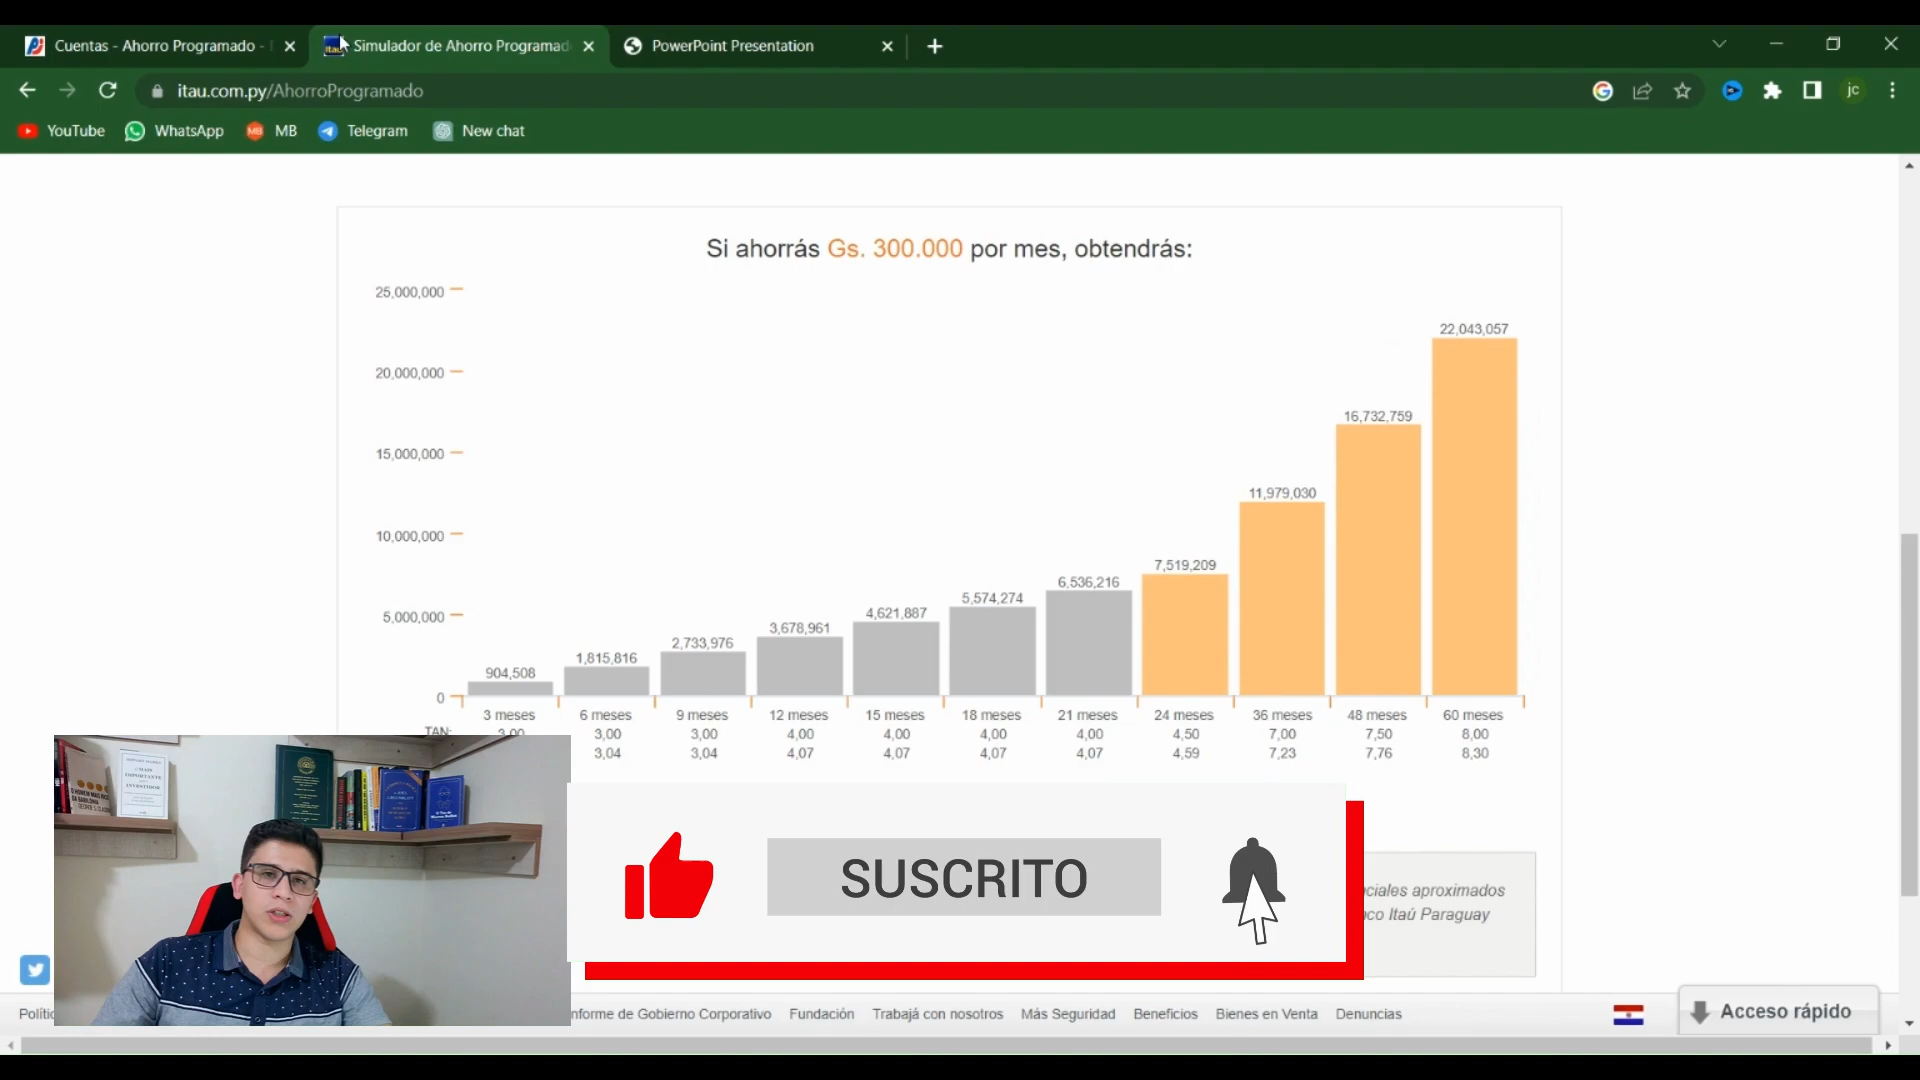 Cuentas - Ahorro Programado -
Simulador de Ahorro Programad
PowerPoint Presentation
itau.com.py/AhorroProgramado
jc
YouTube
WhatsApp
MB
MB
Telegram
New chat
Si ahorrás Gs. 300.000 por mes, obtendrás:
25,000,000
20,000,000
15,000,000
10,000,000
5,000,000
0
904,508
1,815,816
2,733,976
3,678,961
4,621,887
5,574,274
6,536,216
7,519,209
11,979,030
16,732,759
22,043,057
3 meses 6 meses 9 meses 12 meses 15 meses 18 meses 21 meses 24 meses 36 meses 48 meses 60 meses
TAN: 3,00 3,00 3,00 4,00 4,00 4,00 4,00 4,50 7,00 7,50 8,00
3,04 3,04 4,07 4,07 4,07 4,07 4,59 7,23 7,76 8,30
SUSCRITO
ciales aproximados
co Itaú Paraguay
Polític
nforme de Gobierno Corporativo Fundación Trabajá con nosotros Más Seguridad Beneficios Bienes en Venta Denuncias
Acceso rápido